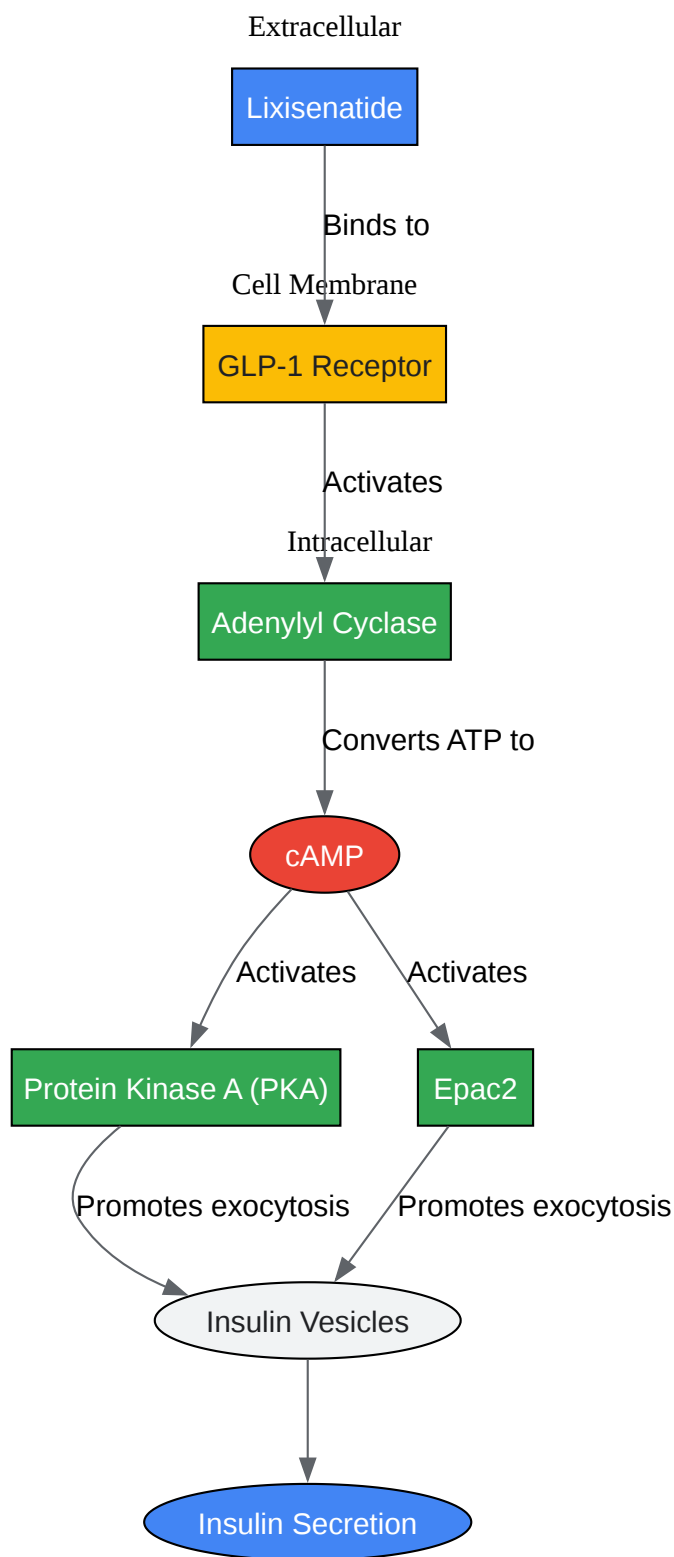 Extracellular
Lixisenatide
Binds to
Cell Membrane
GLP-1 Receptor
Activates
Intracellular
Adenylyl Cyclase
Converts ATP to
cAMP
Activates
Activates
Protein Kinase A (PKA)
Epac2
Promotes exocytosis
Promotes exocytosis
Insulin Vesicles
Insulin Secretion